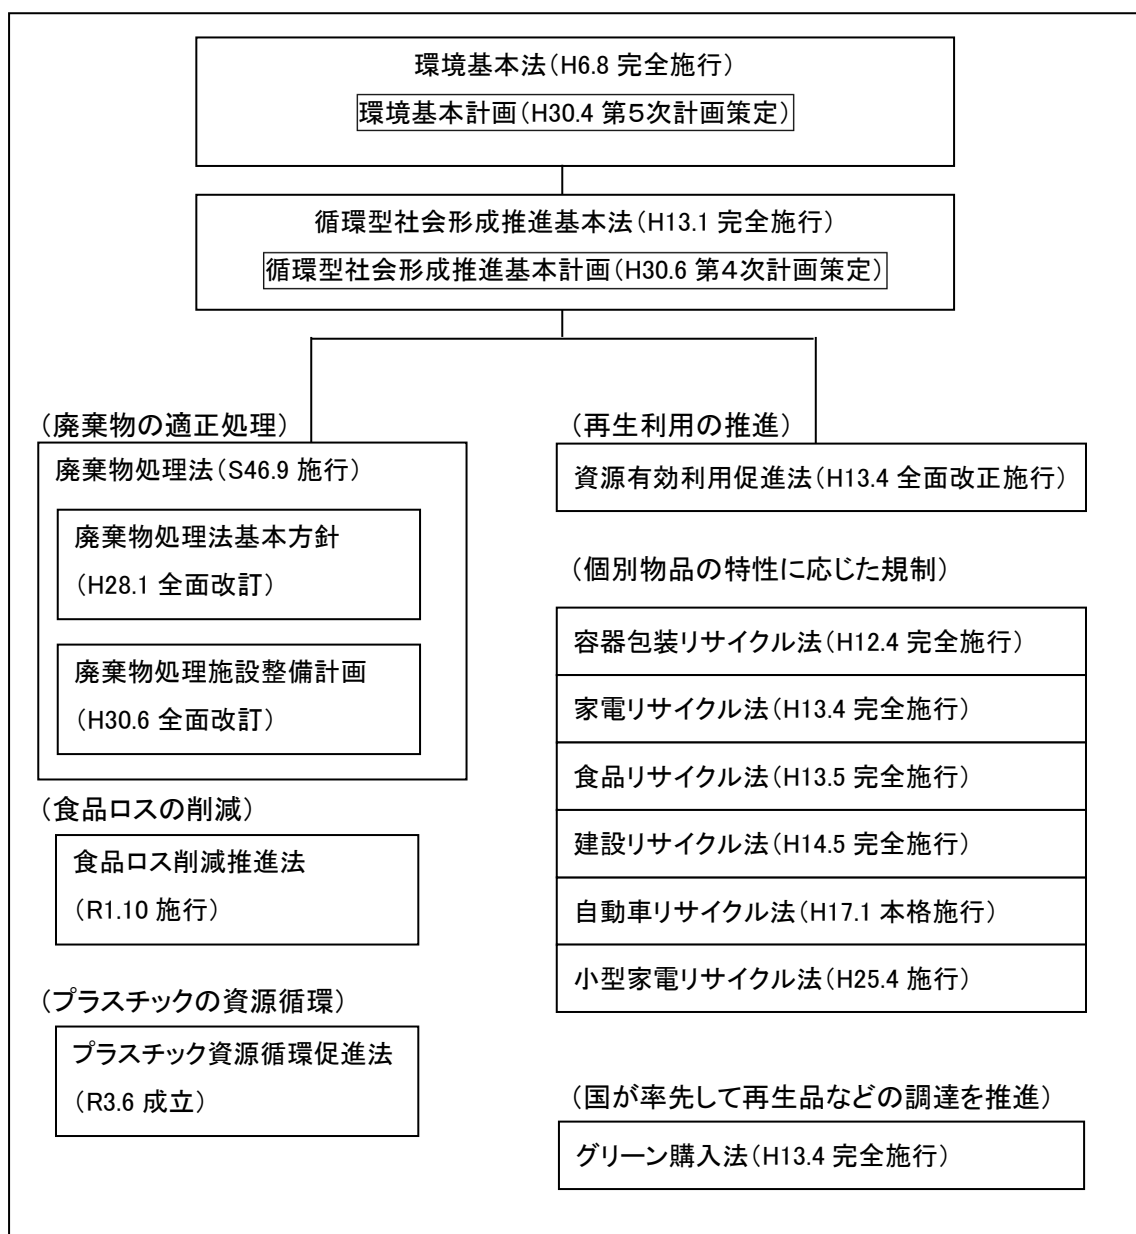 環境基本法（H6.8 完全施行）
環境基本計画（H30.4 第５次計画策定）
循環型社会形成推進基本法（H13.1 完全施行）
循環型社会形成推進基本計画（H30.6 第４次計画策定）
（廃棄物の適正処理）
廃棄物処理法（S46.9 施行）
廃棄物処理法基本方針
（H28.1 全面改訂）
廃棄物処理施設整備計画
（H30.6 全面改訂）
（食品ロスの削減）
食品ロス削減推進法
（R1.10 施行）
（プラスチックの資源循環）
プラスチック資源循環促進法
（R3.6 成立）
（再生利用の推進）
資源有効利用促進法（H13.4 全面改正施行）
（個別物品の特性に応じた規制）
容器包装リサイクル法（H12.4 完全施行）
家電リサイクル法（H13.4 完全施行）
食品リサイクル法（H13.5 完全施行）
建設リサイクル法（H14.5 完全施行）
自動車リサイクル法（H17.1 本格施行）
小型家電リサイクル法（H25.4 施行）
（国が率先して再生品などの調達を推進）
グリーン購入法（H13.4 完全施行）